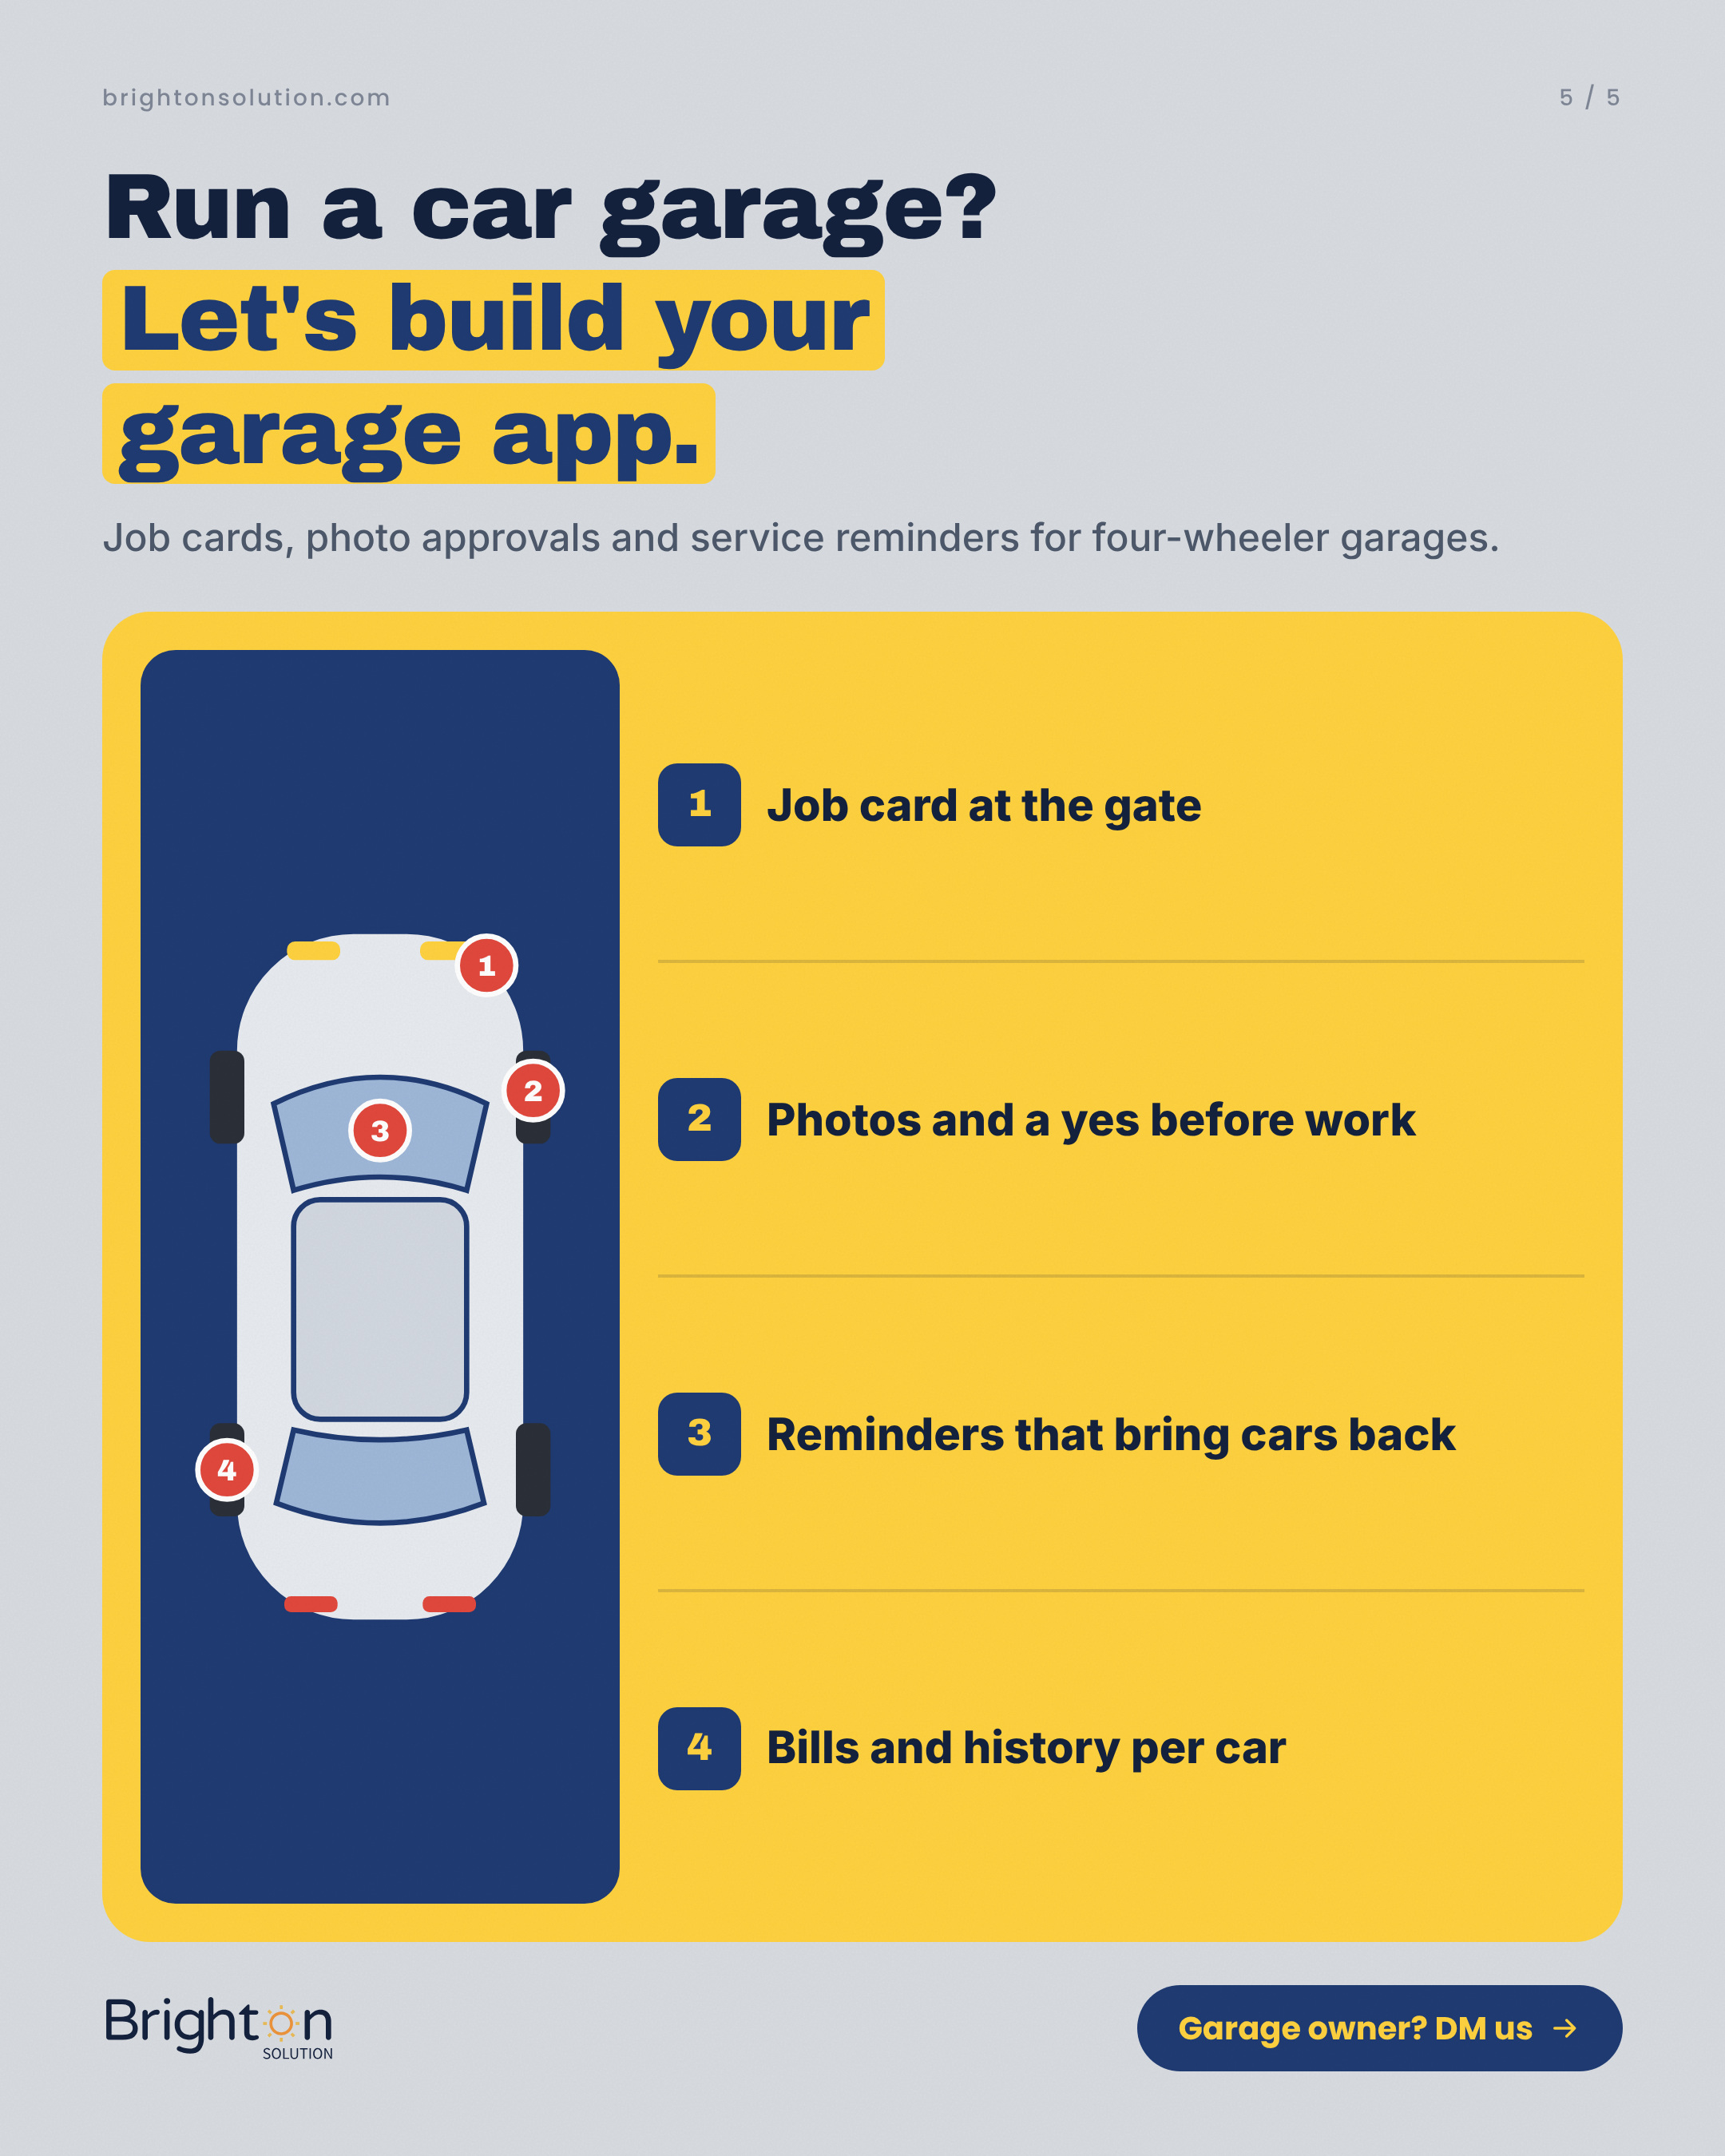 brightonsolution.com
5 / 5
Run a car garage?
Let's build your
garage app.
Job cards, photo approvals and service reminders for four-wheeler garages.
1
2
3
4
1 Job card at the gate
2 Photos and a yes before work
3 Reminders that bring cars back
4 Bills and history per car
Brighton
SOLUTION
Garage owner? DM us →